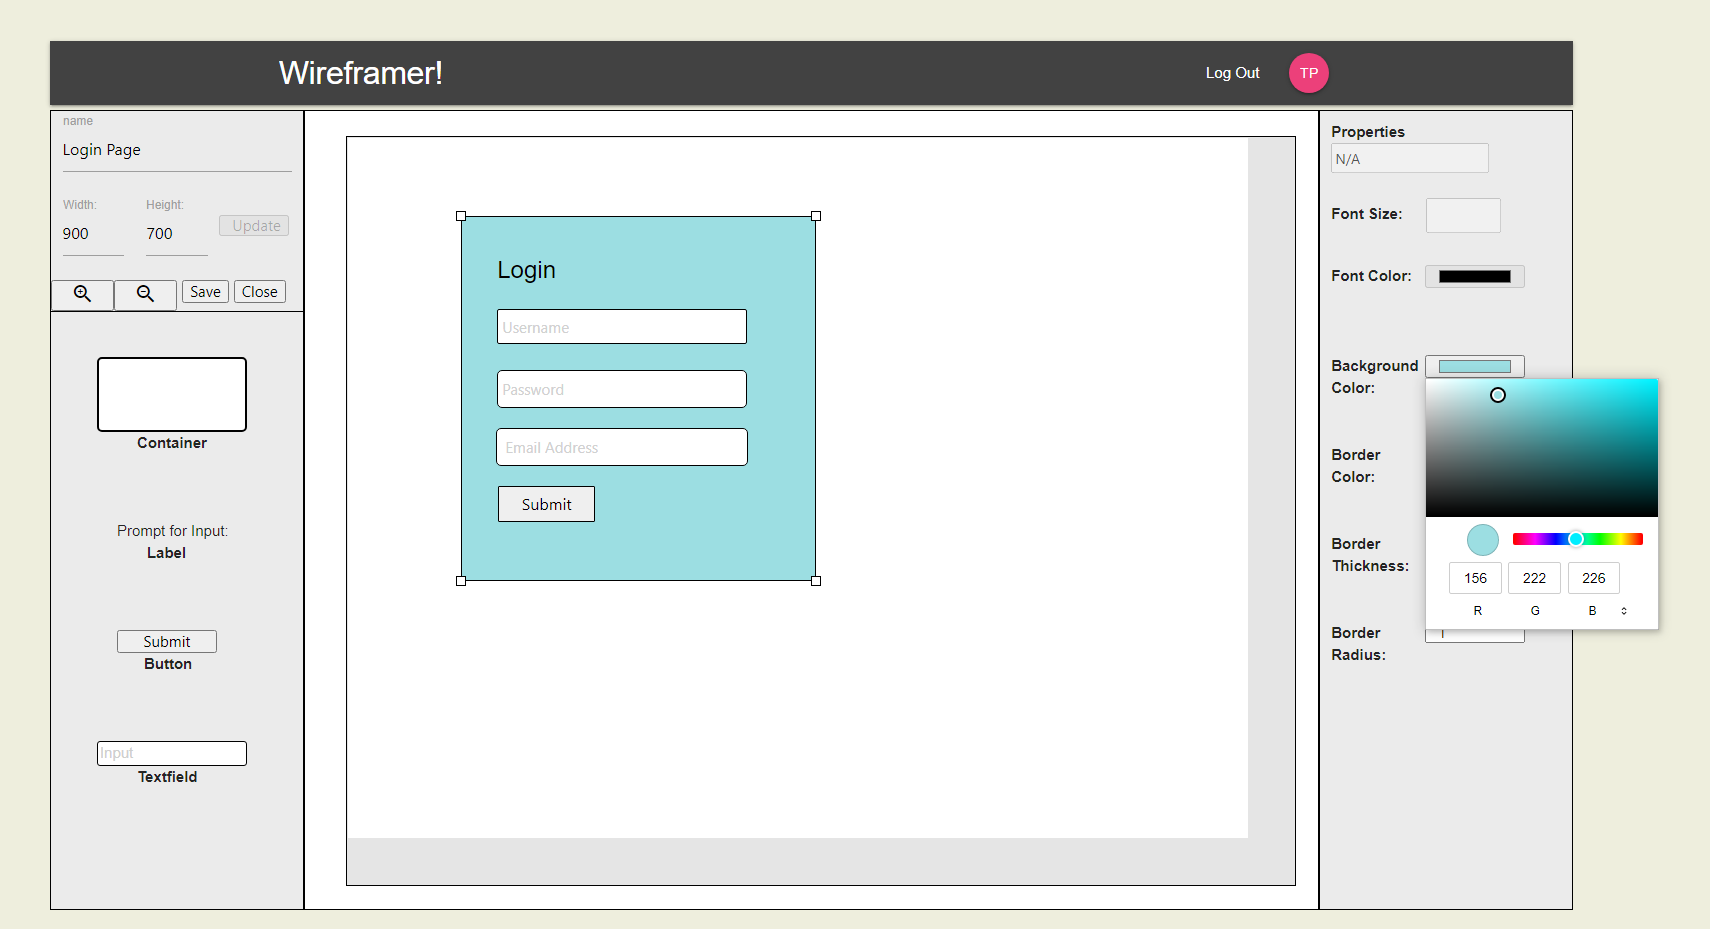 Wireframer!
Log Out
TP
name
Login Page
Width:
Height:
900
700
Update
Save
Close
Container
Prompt for Input:
Label
Submit
Button
Input
Textfield
Login
Username
Password
Email Address
Submit
Properties
N/A
Font Size:
Font Color:
Background
Color:
Border
Color:
Border
Thickness:
156
222
226
R
G
B
Border
Radius: